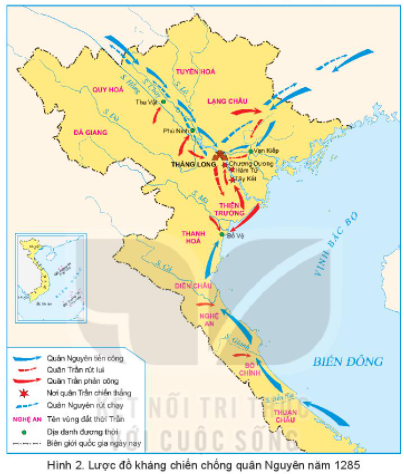 TUYÊN HOÁ
QUY HOÁ
S. Hồng
S. Chảy
S. Lô
LẠNG CHÂU
Thu Vật
ĐÀ GIANG
S. Đà
Phù Ninh
Vạn Kiếp
THĂNG LONG
Chương Dương
Hàm Tử
Tây Kết
S. Mã
THIÊN TRƯỜNG
THANH HOÁ
Bố Vệ
VỊNH BẮC BỘ
S. Cả
DIỄN CHÂU
NGHỆ AN
S. Gianh
BỐ CHÍNH
BIỂN ĐÔNG
THUẬN CHÂU
Quân Nguyên tiến công
Quân Trần rút lui
Quân Trần phản công
Nơi quân Trần chiến thắng
Quân Nguyên rút chạy
NGHỆ AN Tên vùng đất thời Trần
Địa danh đương thời
Biên giới quốc gia ngày nay
KẾT NỐI TRI THỨC
VỚI CUỘC SỐNG
Hình 2. Lược đồ kháng chiến chống quân Nguyên năm 1285